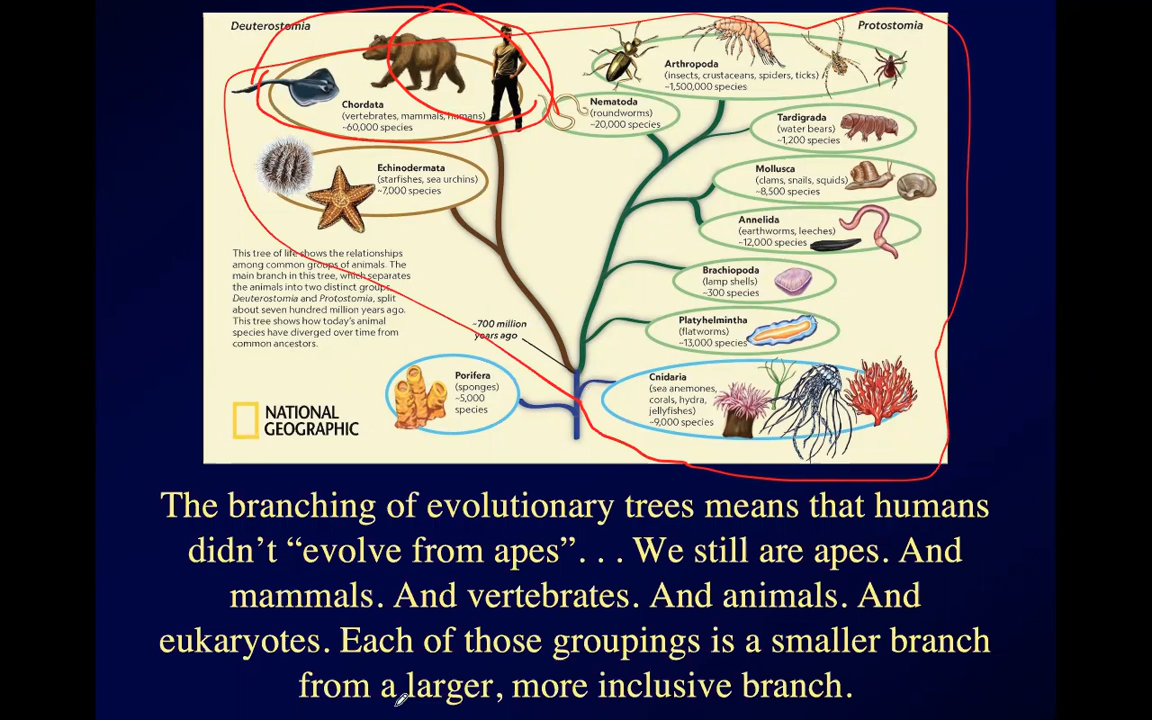 Deuterostomia
Protostomia
Chordata
(vertebrates, mammals, humans)
~60,000 species
Echinodermata
(starfishes, sea urchins)
~7,000 species
Nematoda
(roundworms)
~20,000 species
Arthropoda
(insects, crustaceans, spiders, ticks)
~1,500,000 species
Tardigrada
(water bears)
~1,200 species
Mollusca
(clams, snails, squids)
~8,500 species
Annelida
(earthworms, leeches)
~12,000 species
Brachiopoda
(lamp shells)
~300 species
Platyhelmintha
(flatworms)
~13,000 species
Cnidaria
(sea anemones,
corals, hydra,
jellyfishes)
~9,000 species
Porifera
(sponges)
~5,000
species
~700 million
years ago
This tree of life shows the relationships
among common groups of animals. The
main branch in this tree, which separates
the animals into two distinct groups,
Deuterostomia and Protostomia, split
about seven hundred million years ago.
This tree shows how today's animal
species have diverged over time from
common ancestors.
NATIONAL
GEOGRAPHIC
The branching of evolutionary trees means that humans
didn't “evolve from apes”. . . We still are apes. And
mammals. And vertebrates. And animals. And
eukaryotes. Each of those groupings is a smaller branch
from a larger, more inclusive branch.